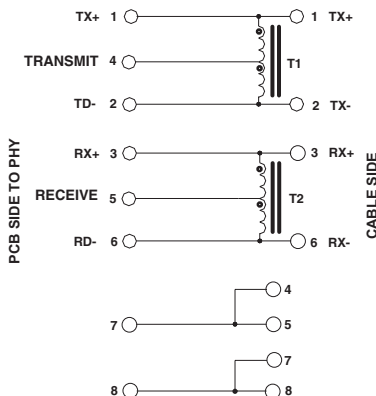 TX+ 1 1 TX+
TRANSMIT 4 T1
TD- 2 2 TX-
RX+ 3 3 RX+
RECEIVE 5 T2
RD- 6 6 RX-
PCB SIDE TO PHY
CABLE SIDE
4
7 5
7
8 8